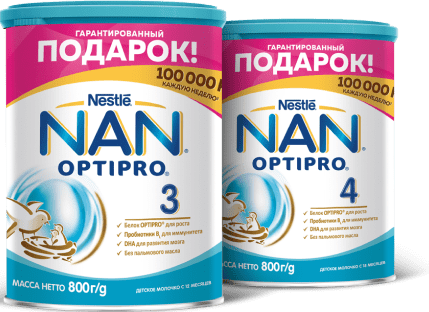 ГАРАНТИРОВАННЫЙ
ПОДАРОК!
100 000
КАЖДУЮ НЕДЕЛЮ*
Nestlé
NAN®
OPTIPRO®
3
Белок OPTIPRO® для роста
Пробиотики BL для иммунитета
DHA для развития мозга
Без пальмового масла
МАССА НЕТТО 800г/g
ДЕТСКОЕ МОЛОЧКО С 12 МЕСЯЦЕВ
ГАРАНТИРОВАННЫЙ
ПОДАРОК!
100 000
КАЖДУЮ НЕДЕЛЮ*
Nestlé
NAN®
OPTIPRO®
4
Белок OPTIPRO® для роста
Пробиотики BL для иммунитета
DHA для развития мозга
Без пальмового масла
МАССА НЕТТО 800г/g